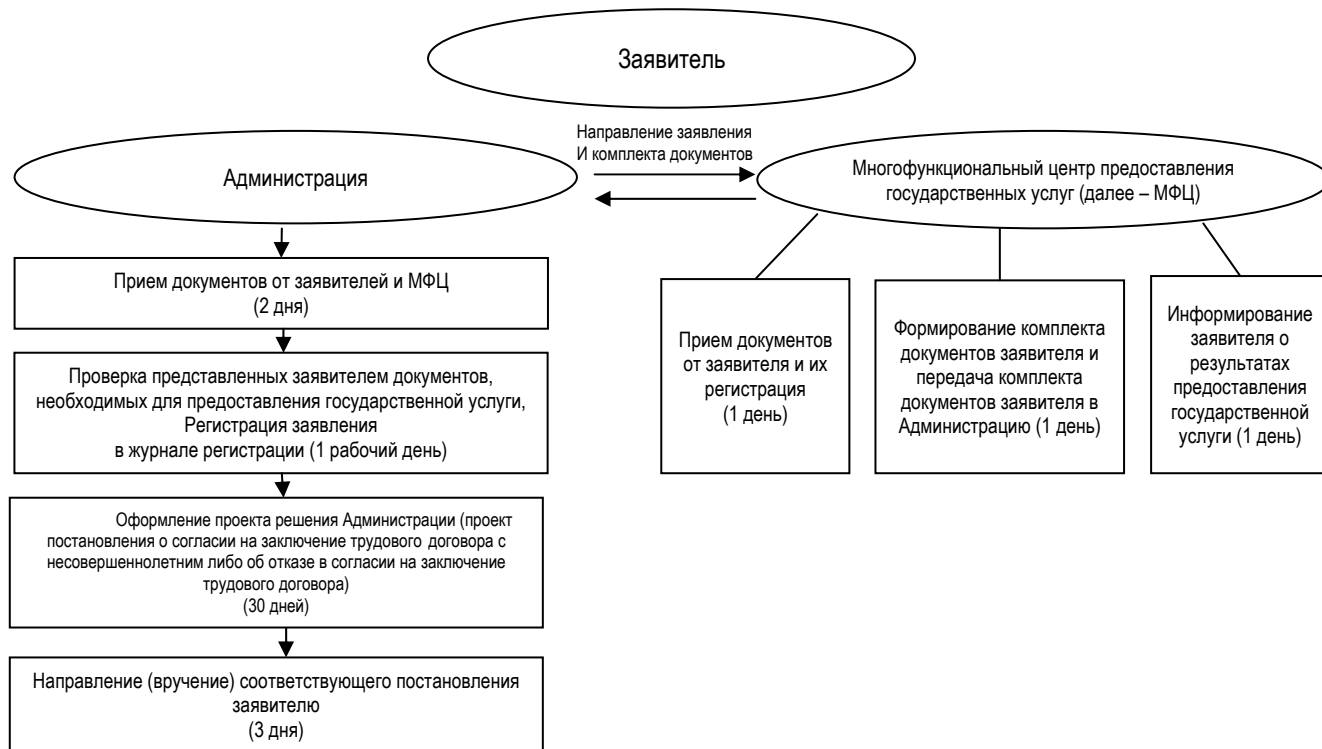 Заявитель
Направление заявления
И комплекта документов
Администрация
Многофункциональный центр предоставления
государственных услуг (далее – МФЦ)
Прием документов от заявителей и МФЦ
(2 дня)
Проверка представленных заявителем документов,
необходимых для предоставления государственной услуги,
Регистрация заявления
в журнале регистрации (1 рабочий день)
Оформление проекта решения Администрации (проект
постановления о согласии на заключение трудового договора с
несовершеннолетним либо об отказе в согласии на заключение
трудового договора)
(30 дней)
Направление (вручение) соответствующего постановления
заявителю
(3 дня)
Прием документов
от заявителя и их
регистрация
(1 день)
Формирование комплекта
документов заявителя и
передача комплекта
документов заявителя в
Администрацию (1 день)
Информирование
заявителя о
результатах
предоставления
государственной
услуги (1 день)